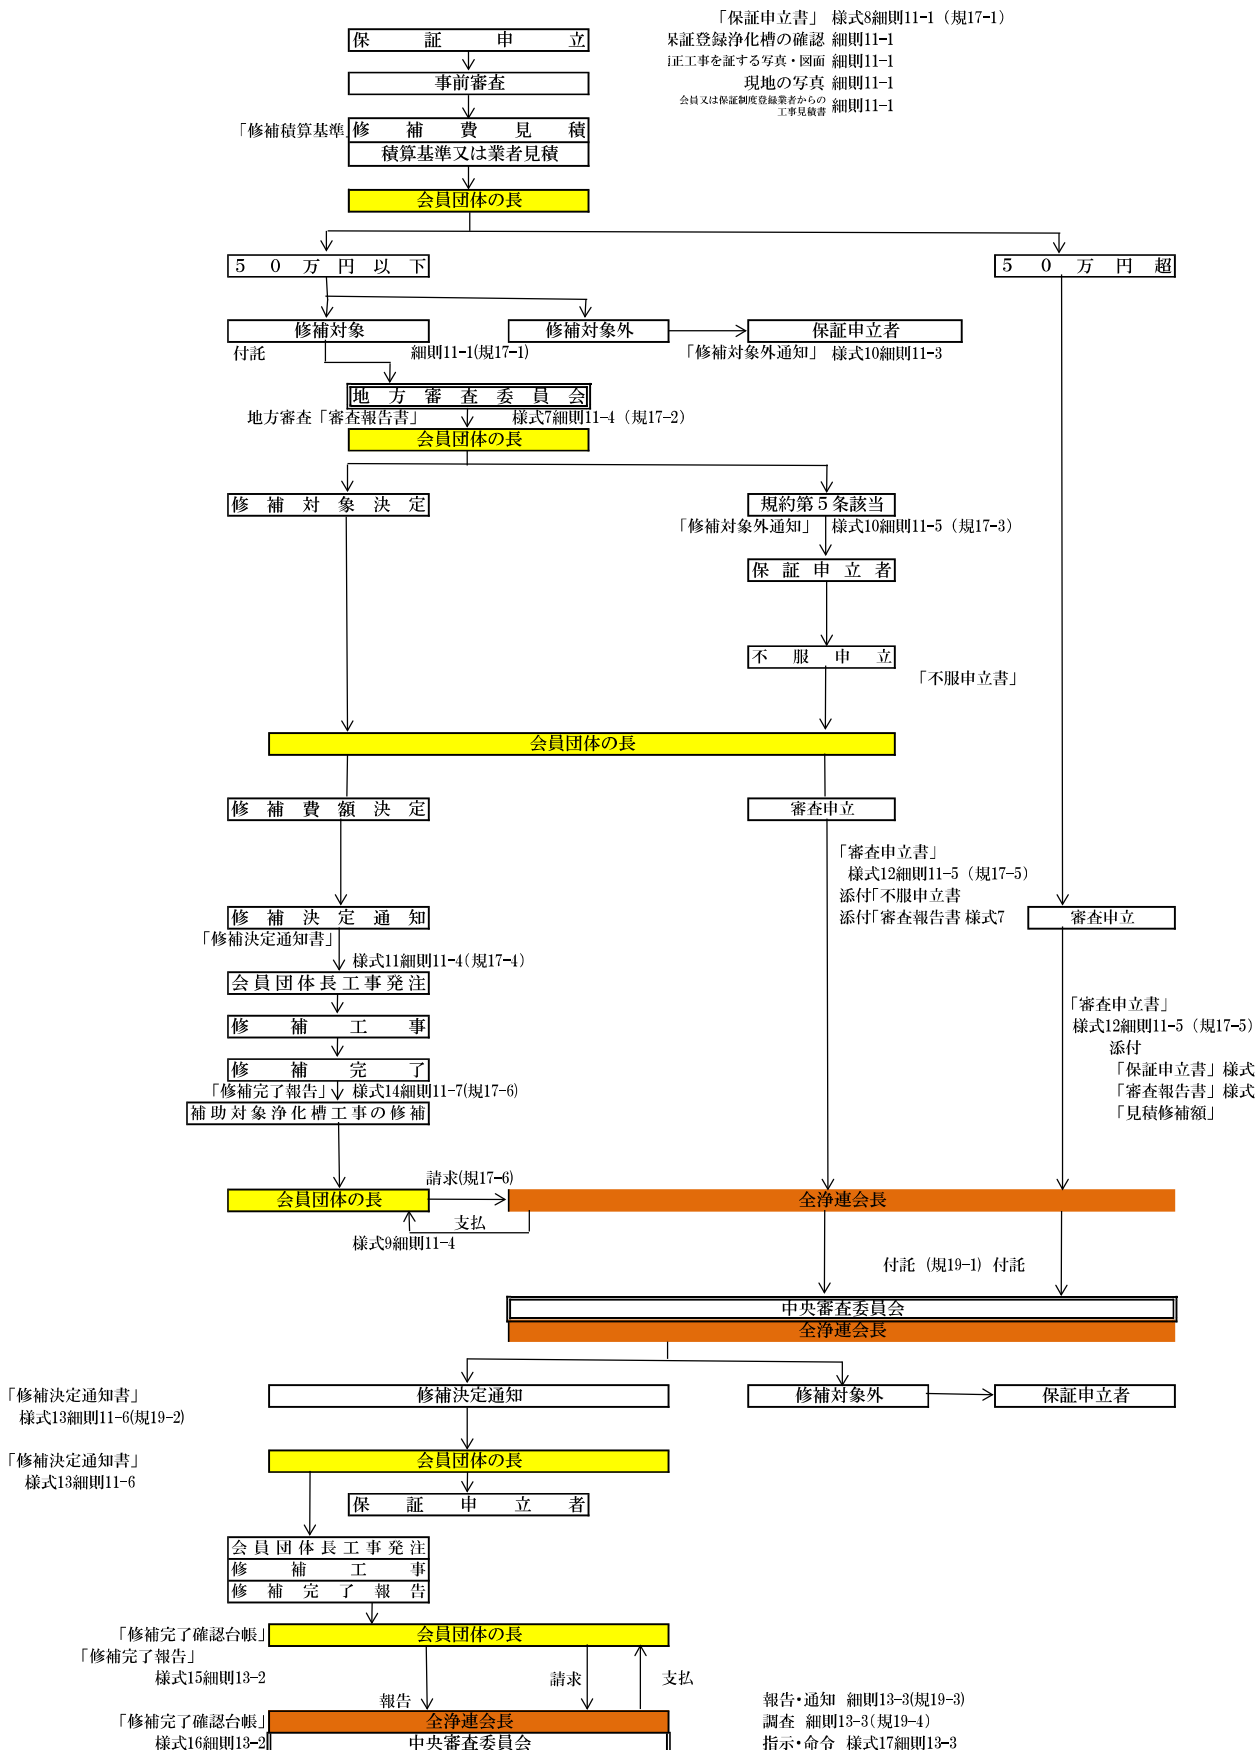 「保証申立書」 様式8細則11-1（規17-1）
保証登録浄化槽の確認 細則11-1
正工事を証する写真・図面 細則11-1
現地の写真 細則11-1
会員又は保証制度登録業者からの
工事見積書 細則11-1
保証申立
事前審査
「修補積算基準」
修補費見積
積算基準又は業者見積
会員団体の長
５０万円以下
５０万円超
修補対象
修補対象外
保証申立者
付託
細則11-1(規17-1)
「修補対象外通知」 様式10細則11-3
地方審査委員会
地方審査「審査報告書」
様式7細則11-4（規17-2）
会員団体の長
修補対象決定
規約第５条該当
「修補対象外通知」 様式10細則11-5（規17-3）
保証申立者
不服申立
「不服申立書」
会員団体の長
修補費額決定
審査申立
「審査申立書」
様式12細則11-5（規17-5）
添付「不服申立書
添付「審査報告書 様式7
修補決定通知
審査申立
「修補決定通知書」
様式11細則11-4(規17-4)
会員団体長工事発注
「審査申立書」
様式12細則11-5（規17-5）
添付
「保証申立書」様式
「審査報告書」様式
「見積修補額」
修補工事
修補完了
「修補完了報告」
様式14細則11-7(規17-6)
補助対象浄化槽工事の修補
請求(規17-6)
会員団体の長
全浄連会長
支払
様式9細則11-4
付託（規19-1）付託
中央審査委員会
全浄連会長
「修補決定通知書」
様式13細則11-6(規19-2)
修補決定通知
修補対象外
保証申立者
「修補決定通知書」
様式13細則11-6
会員団体の長
保証申立者
会員団体長工事発注
修補工事
修補完了報告
「修補完了確認台帳」
会員団体の長
「修補完了報告」
様式15細則13-2
請求
支払
報告
「修補完了確認台帳」
様式16細則13-2
全浄連会長
中央審査委員会
報告・通知 細則13-3(規19-3)
調査 細則13-3(規19-4)
指示・命令 様式17細則13-3